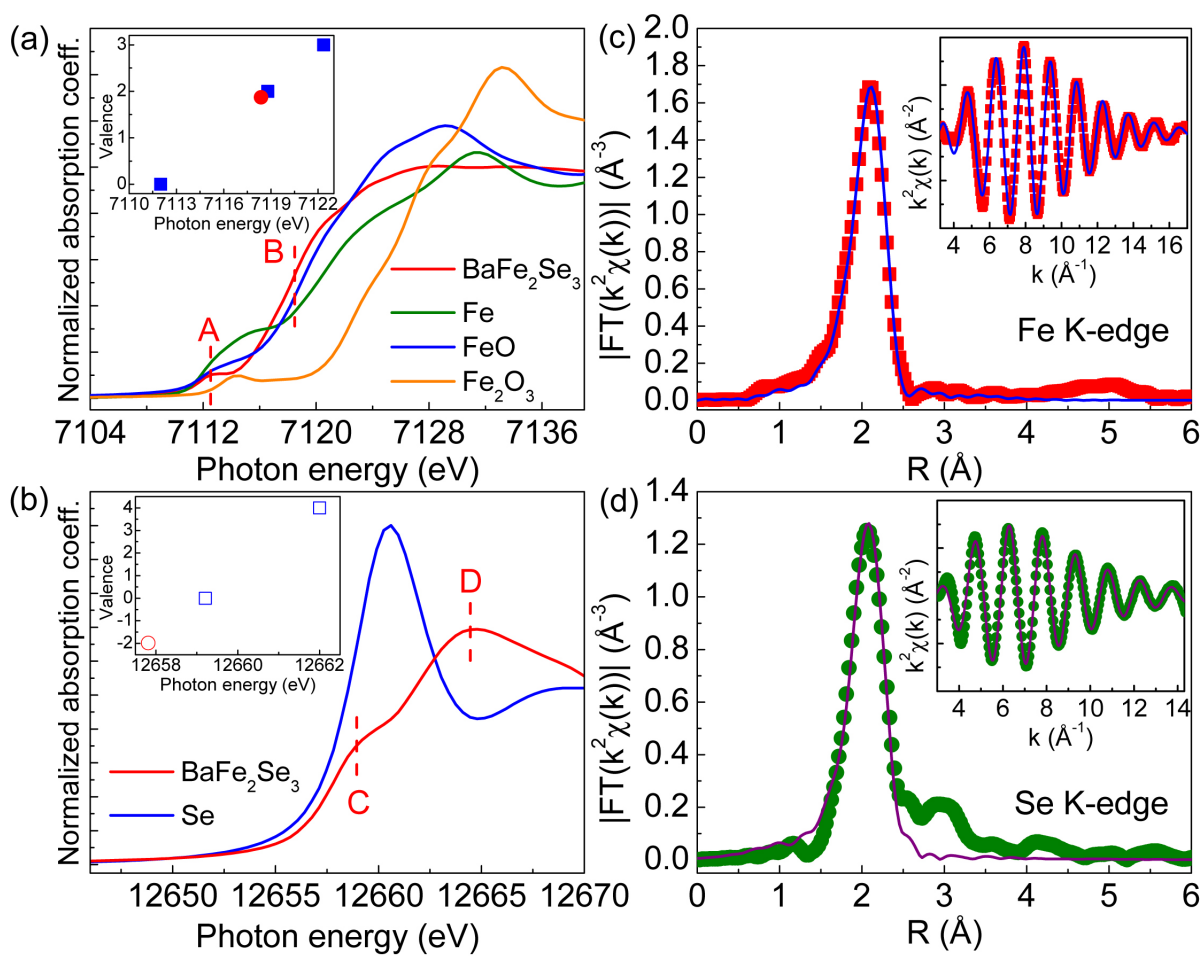 (a)
Normalized absorption coeff.
3
2
1
0
Valence
7110 7113 7116 7119 7122
Photon energy (eV)
A
B
BaFe₂Se₃
Fe
FeO
Fe₂O₃
7104 7112 7120 7128 7136
Photon energy (eV)
(c)
|FT(k²χ(k))| (Å⁻³)
2.0
1.8
1.6
1.4
1.2
1.0
0.8
0.6
0.4
0.2
0.0
k²χ(k) (Å⁻²)
4 6 8 10 12 14 16
k (Å⁻¹)
Fe K-edge
0 1 2 3 4 5 6
R (Å)
(b)
Normalized absorption coeff.
4
3
2
1
0
-1
-2
Valence
12658 12660 12662
Photon energy (eV)
C
D
BaFe₂Se₃
Se
12650 12655 12660 12665 12670
Photon energy (eV)
(d)
|FT(k²χ(k))| (Å⁻³)
1.4
1.2
1.0
0.8
0.6
0.4
0.2
0.0
k²χ(k) (Å⁻²)
4 6 8 10 12 14
k (Å⁻¹)
Se K-edge
0 1 2 3 4 5 6
R (Å)